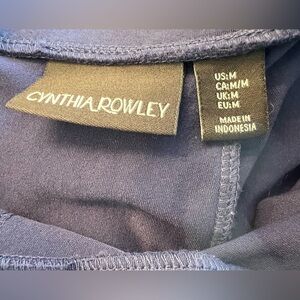 CYNTHIA ROWLEY
US:M
CA:M/M
UK:M
EU:M
MADE IN
INDONESIA